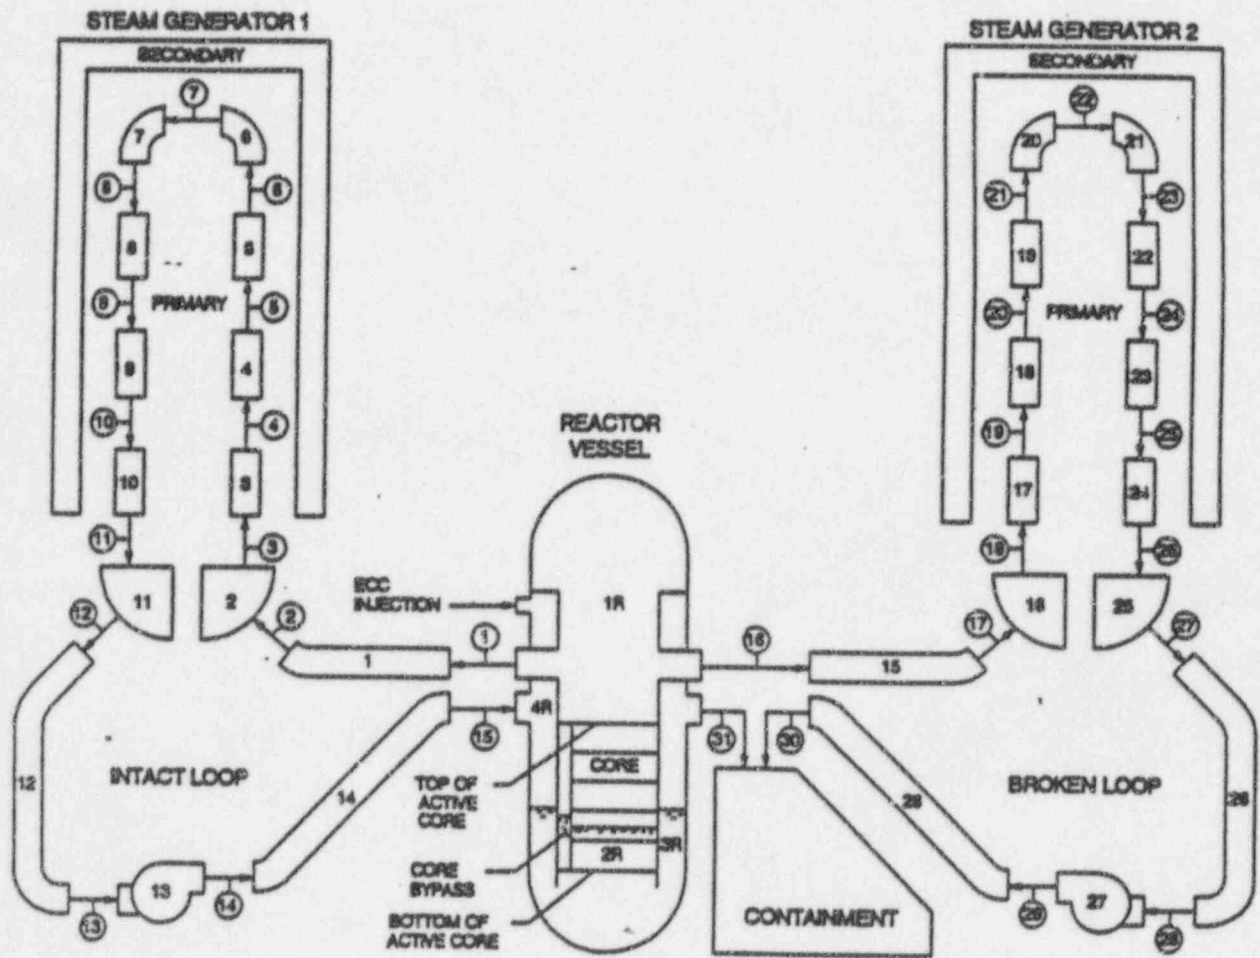 STEAM GENERATOR 1
SECONDARY
7
7
6
8
6
8
5
9
PRIMARY
5
9
4
10
4
10
3
11
3
11
2
12
2
1
1
12
INTACT LOOP
14
15
13
13
14
REACTOR
VESSEL
ECC
INJECTION
1R
4R
TOP OF
ACTIVE
CORE
CORE
CORE
BYPASS
2R
3R
BOTTOM OF
ACTIVE CORE
31
30
CONTAINMENT
STEAM GENERATOR 2
SECONDARY
22
20
21
21
23
19
22
20
PRIMARY
24
18
23
19
17
24
18
16
25
17
27
16
15
BROKEN LOOP
28
26
29
27